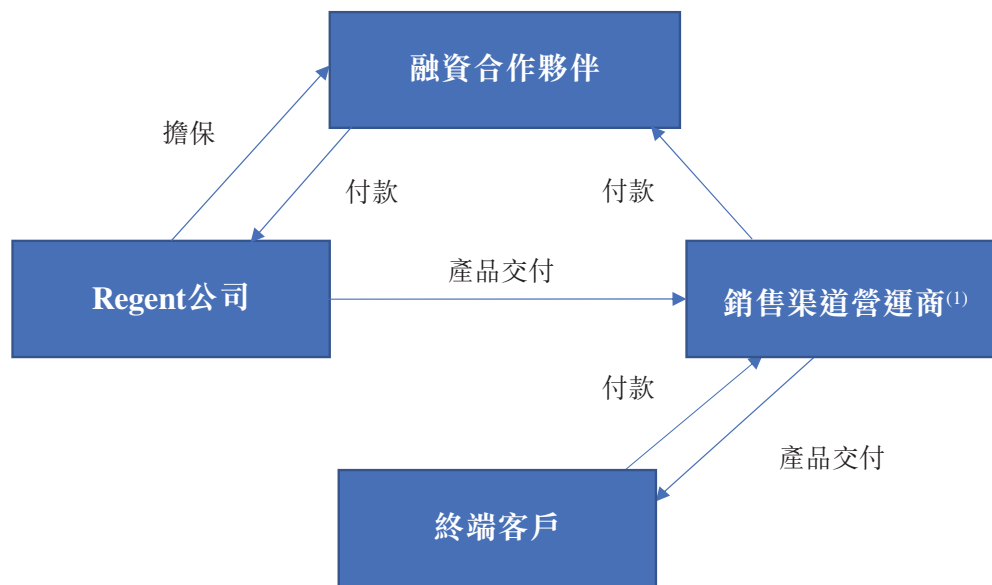 融資合作夥伴
擔保
付款
付款
Regent公司
產品交付
銷售渠道營運商(1)
付款
產品交付
終端客戶